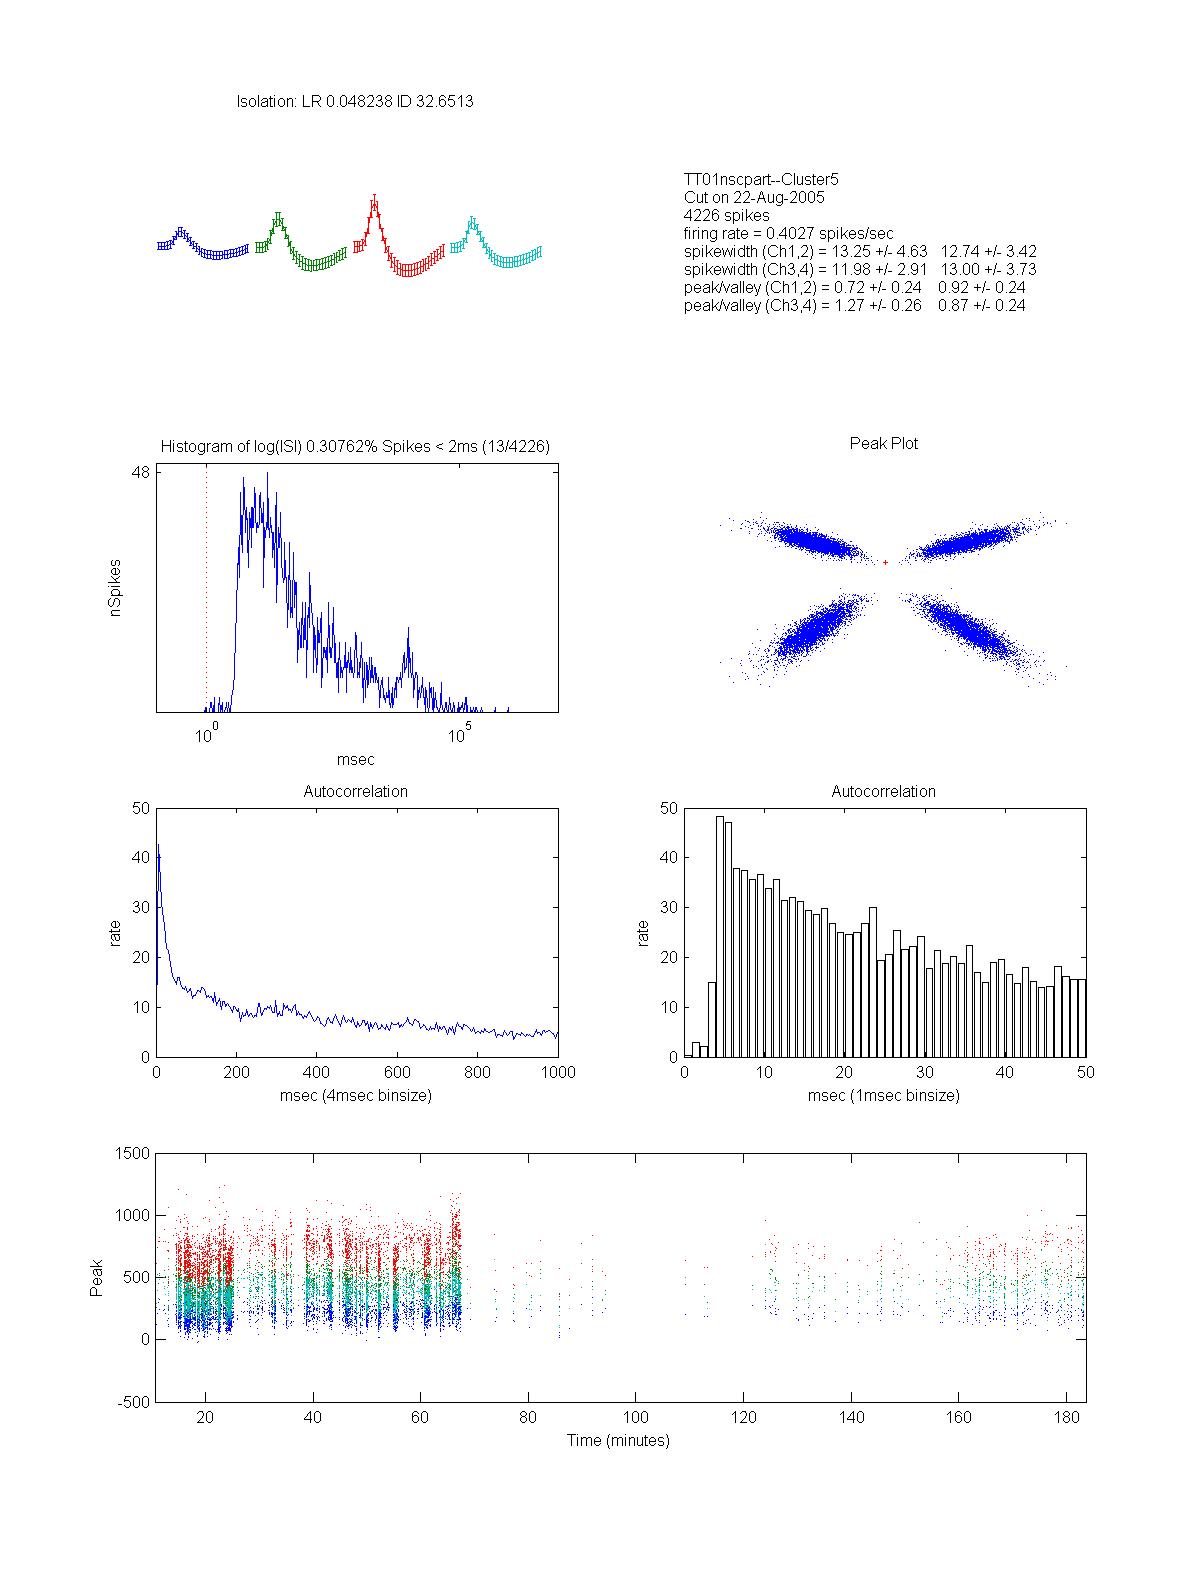 Isolation: LR 0.048238 ID 32.6513
TT01nscpart--Cluster5
Cut on 22-Aug-2005
4226 spikes
firing rate = 0.4027 spikes/sec
spikewidth (Ch1,2) = 13.25 +/- 4.63 12.74 +/- 3.42
spikewidth (Ch3,4) = 11.98 +/- 2.91 13.00 +/- 3.73
peak/valley (Ch1,2) = 0.72 +/- 0.24 0.92 +/- 0.24
peak/valley (Ch3,4) = 1.27 +/- 0.26 0.87 +/- 0.24
Histogram of log(ISI) 0.30762% Spikes < 2ms (13/4226)
48
nSpikes
10^0 10^5
msec
Peak Plot
Autocorrelation
50
40
30
20
10
0
rate
0 200 400 600 800 1000
msec (4msec binsize)
Autocorrelation
50
40
30
20
10
0
rate
0 10 20 30 40 50
msec (1msec binsize)
1500
1000
500
0
-500
Peak
20 40 60 80 100 120 140 160 180
Time (minutes)